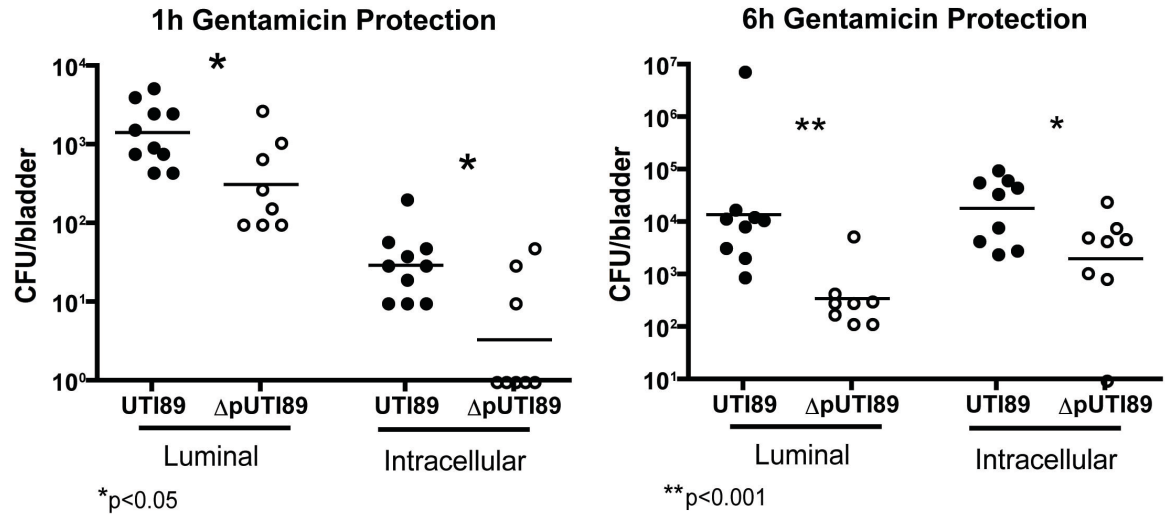 1h Gentamicin Protection
*
*
CFU/bladder
10⁴
10³
10²
10¹
10⁰
UTI89 ΔpUTI89 UTI89 ΔpUTI89
Luminal Intracellular
*p<0.05
6h Gentamicin Protection
**
*
CFU/bladder
10⁷
10⁶
10⁵
10⁴
10³
10²
10¹
UTI89 ΔpUTI89 UTI89 ΔpUTI89
Luminal Intracellular
**p<0.001